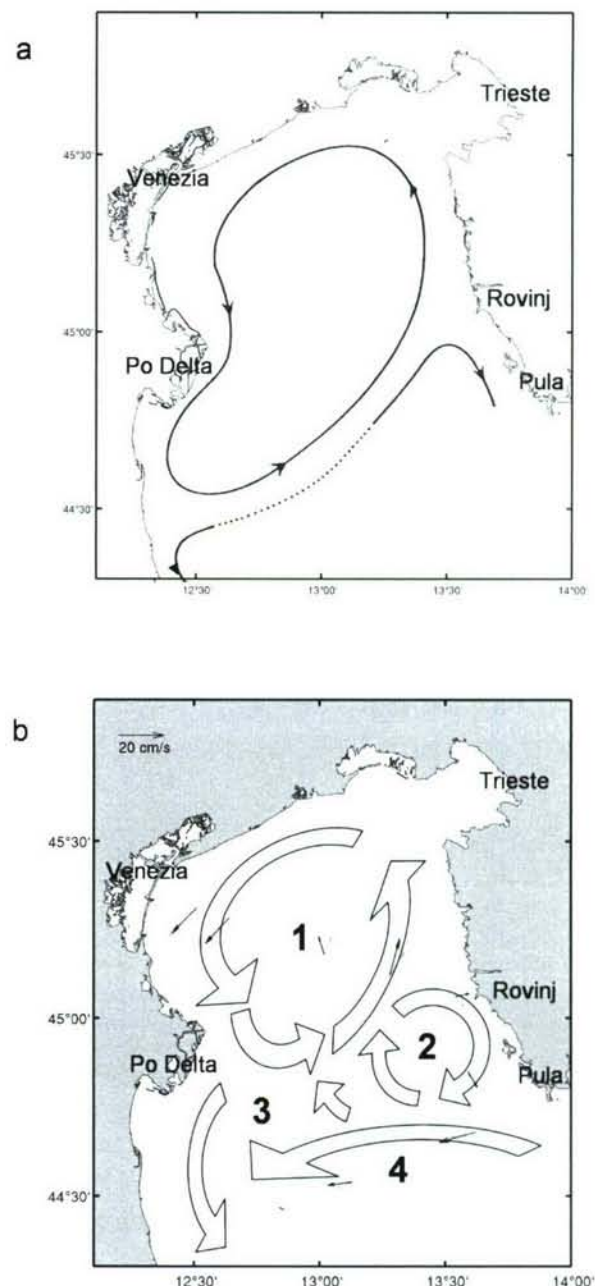 a
Trieste
45°30'
Venezia
Rovinj
45°00'
Po Delta
Pula
44°30'
12°30' 13°00' 13°30' 14°00'
b
20 cm/s
Trieste
45°30'
Venezia
1
Rovinj
45°00'
2
Po Delta
Pula
3
4
44°30'
12°30' 13°00' 13°30' 14°00'